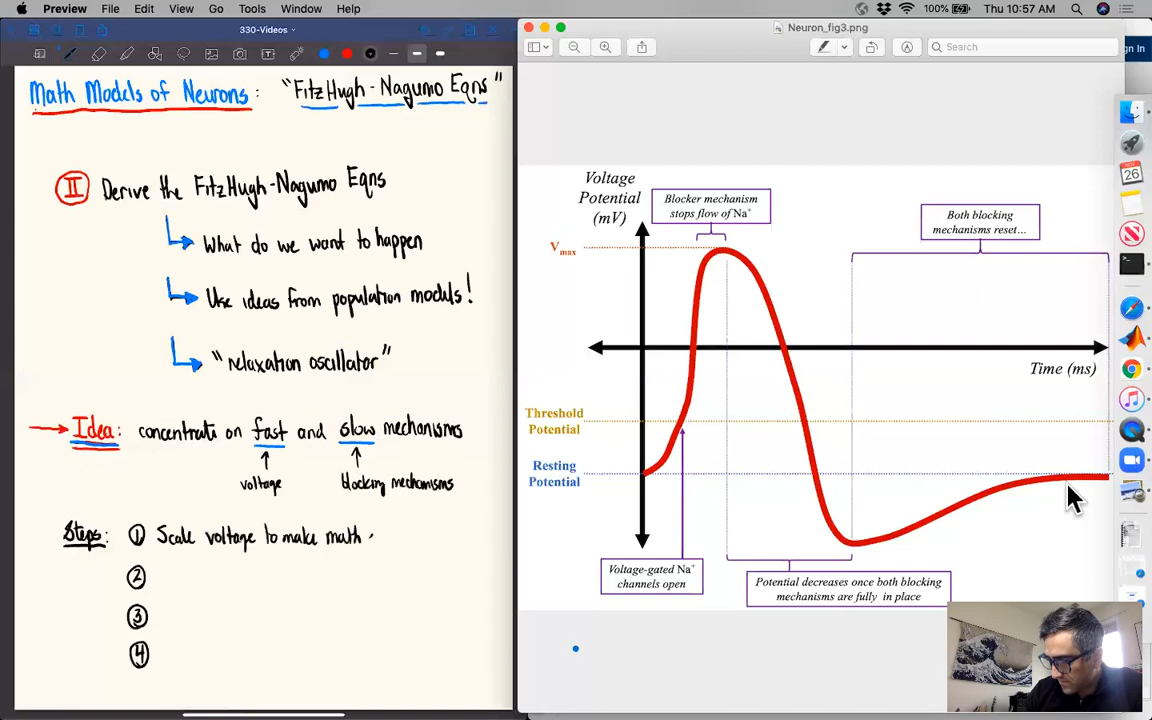 Preview File Edit View Go Tools Window Help
100% Thu 10:57 AM
330-Videos
Neuron_fig3.png
Search
Math Models of Neurons: "FitzHugh-Nagumo Eqns"
II Derive the FitzHugh-Nagumo Eqns
What do we want to happen
Use ideas from population models!
"relaxation oscillator"
Idea: concentrate on fast and slow mechanisms
voltage blocking mechanisms
Steps: 1 Scale voltage to make math
2
3
4
Voltage
Potential
(mV)
Blocker mechanism
stops flow of Na+
Both blocking
mechanisms reset...
Vmax
Time (ms)
Threshold
Potential
Resting
Potential
Voltage-gated Na+
channels open
Potential decreases once both blocking
mechanisms are fully in place
gn In
26